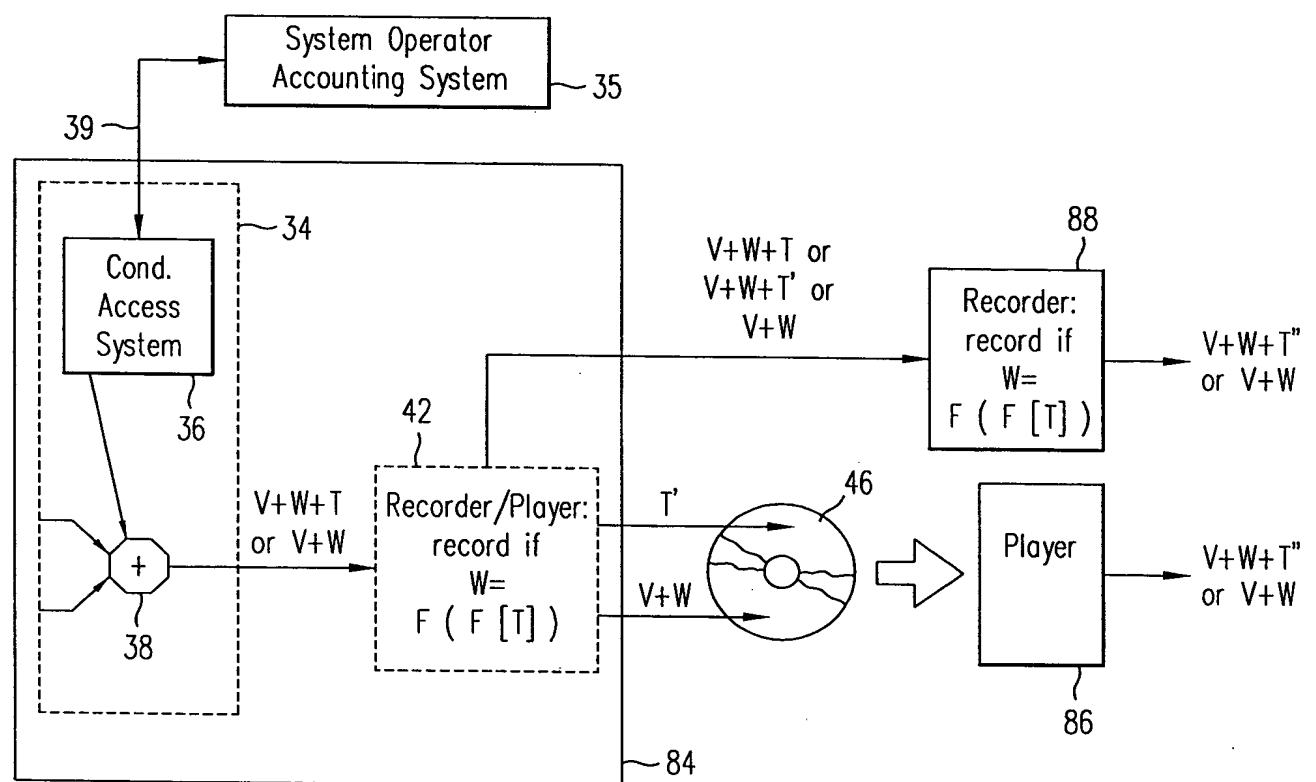 System Operator
Accounting System
35
39
34
Cond.
Access
System
36
38
V+W+T
or V+W
42
Recorder/Player:
record if
W=
F ( F [T] )
V+W+T or
V+W+T' or
V+W
88
Recorder:
record if
W=
F ( F [T] )
V+W+T"
or V+W
T'
V+W
46
Player
86
V+W+T"
or V+W
84